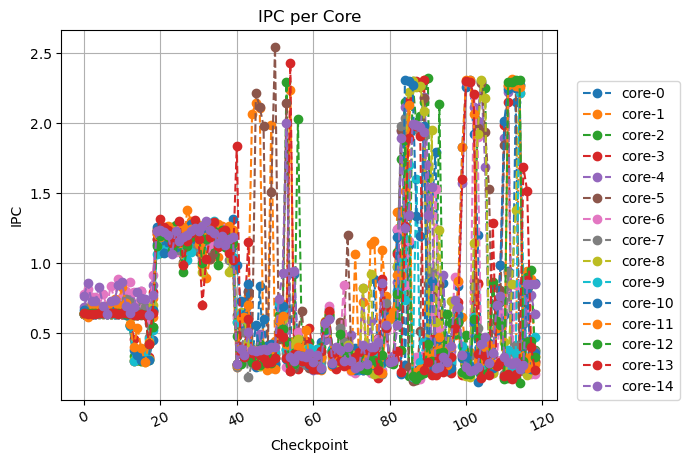 IPC per Core
IPC
2.5
2.0
1.5
1.0
0.5
0
20
40
60
80
100
120
Checkpoint
core-0
core-1
core-2
core-3
core-4
core-5
core-6
core-7
core-8
core-9
core-10
core-11
core-12
core-13
core-14